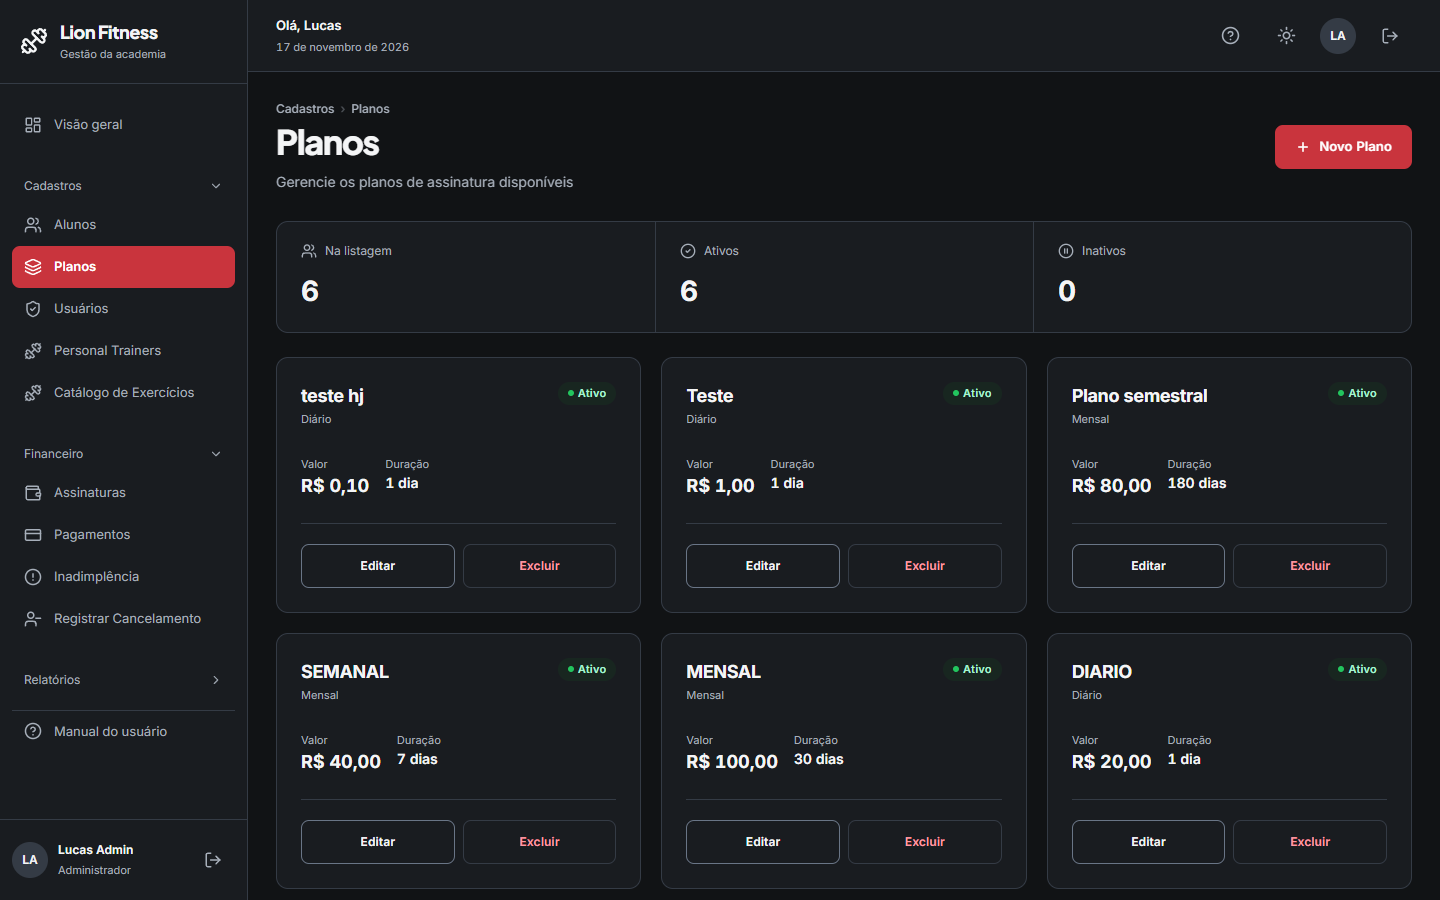 Lion Fitness
Gestão da academia
Visão geral
Cadastros
Alunos
Planos
Usuários
Personal Trainers
Catálogo de Exercícios
Financeiro
Assinaturas
Pagamentos
Inadimplência
Registrar Cancelamento
Relatórios
Manual do usuário
LA
Lucas Admin
Administrador
Olá, Lucas
17 de novembro de 2026
LA
Cadastros › Planos
Planos
Gerencie os planos de assinatura disponíveis
+ Novo Plano
Na listagem
6
Ativos
6
Inativos
0
teste hj
Ativo
Diário
Valor Duração
R$ 0,10 1 dia
Editar Excluir
Teste
Ativo
Diário
Valor Duração
R$ 1,00 1 dia
Editar Excluir
Plano semestral
Ativo
Mensal
Valor Duração
R$ 80,00 180 dias
Editar Excluir
SEMANAL
Ativo
Mensal
Valor Duração
R$ 40,00 7 dias
Editar Excluir
MENSAL
Ativo
Mensal
Valor Duração
R$ 100,00 30 dias
Editar Excluir
DIARIO
Ativo
Diário
Valor Duração
R$ 20,00 1 dia
Editar Excluir